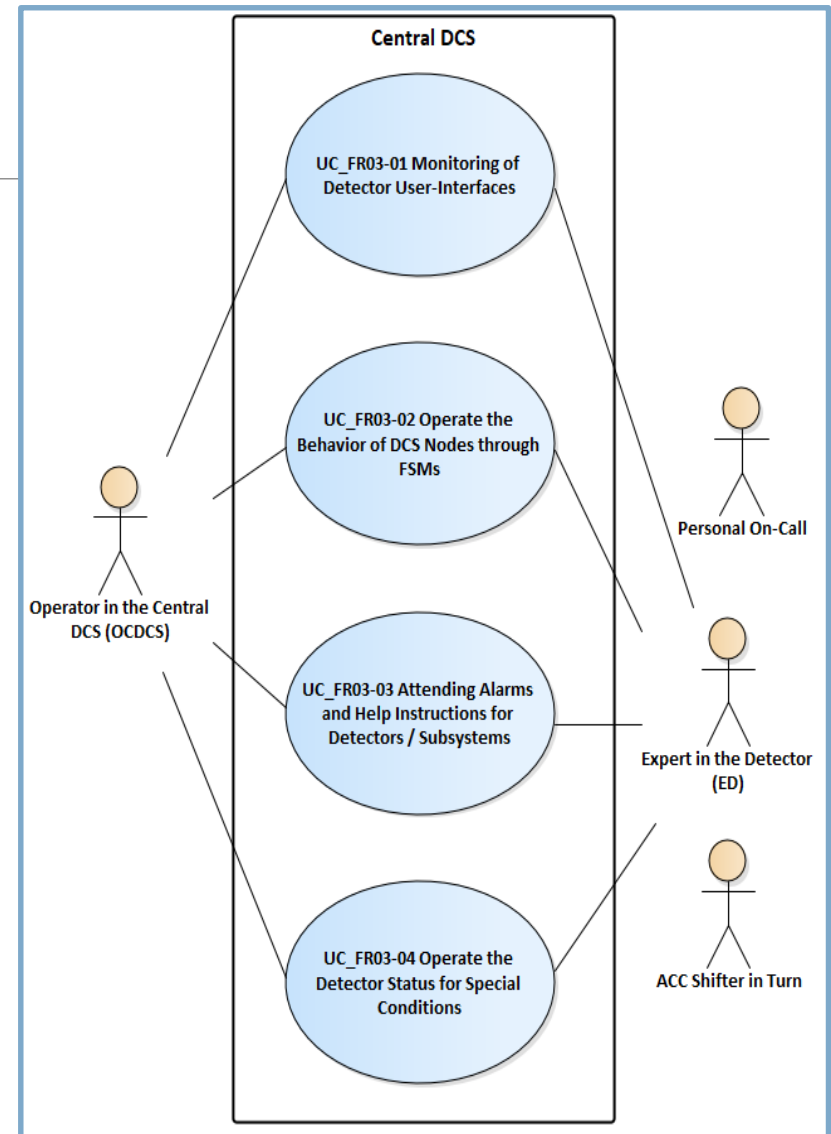 Central DCS
UC_FR03-01 Monitoring of
Detector User-Interfaces
UC_FR03-02 Operate the
Behavior of DCS Nodes through
FSMs
Personal On-Call
Operator in the Central
DCS (OCDCS)
UC_FR03-03 Attending Alarms
and Help Instructions for
Detectors / Subsystems
Expert in the Detector
(ED)
UC_FR03-04 Operate the
Detector Status for Special
Conditions
ACC Shifter in Turn